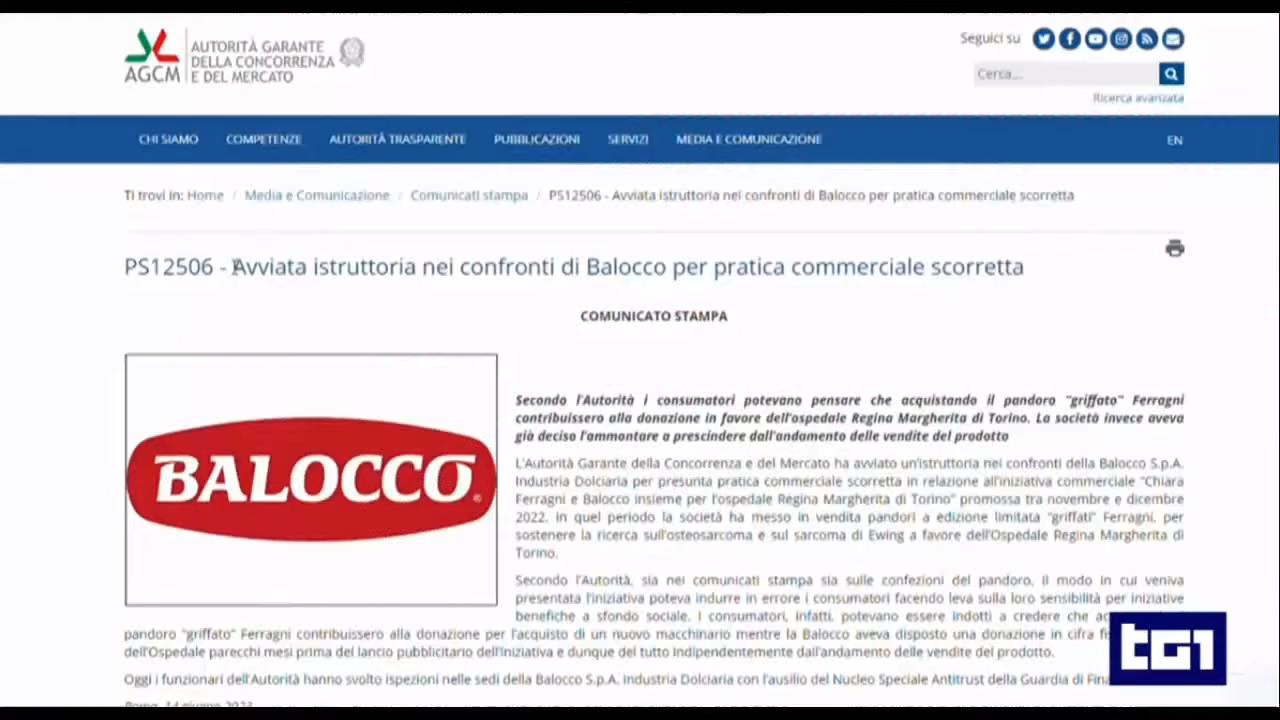 AUTORITÀ GARANTE
DELLA CONCORRENZA
E DEL MERCATO
AGCM
Seguici su
Cerca...
Ricerca avanzata
CHI SIAMO COMPETENZE AUTORITÀ TRASPARENTE PUBBLICAZIONI SERVIZI MEDIA E COMUNICAZIONE EN
Ti trovi in: Home / Media e Comunicazione / Comunicati stampa / PS12506 - Avviata istruttoria nei confronti di Balocco per pratica commerciale scorretta
PS12506 - Avviata istruttoria nei confronti di Balocco per pratica commerciale scorretta
COMUNICATO STAMPA
BALOCCO®
Secondo l'Autorità i consumatori potevano pensare che acquistando il pandoro "griffato" Ferragni
contribuissero alla donazione in favore dell'ospedale Regina Margherita di Torino. La società invece aveva
già deciso l'ammontare a prescindere dall'andamento delle vendite del prodotto
L'Autorità Garante della Concorrenza e del Mercato ha avviato un'istruttoria nei confronti della Balocco S.p.A.
Industria Dolciaria per presunta pratica commerciale scorretta in relazione all'iniziativa commerciale "Chiara
Ferragni e Balocco insieme per l'ospedale Regina Margherita di Torino" promossa tra novembre e dicembre
2022. In quel periodo la società ha messo in vendita pandori a edizione limitata "griffati" Ferragni, per
sostenere la ricerca sull'osteosarcoma e sul sarcoma di Ewing a favore dell'Ospedale Regina Margherita di
Torino.
Secondo l'Autorità, sia nei comunicati stampa sia sulle confezioni del pandoro, il modo in cui veniva
presentata l'iniziativa poteva indurre in errore i consumatori facendo leva sulla loro sensibilità per iniziative
benefiche a sfondo sociale. I consumatori, infatti, potevano essere indotti a credere che
pandoro "griffato" Ferragni contribuissero alla donazione per l'acquisto di un nuovo macchinario mentre la Balocco aveva disposto una donazione in cifra
dell'Ospedale parecchi mesi prima del lancio pubblicitario dell'iniziativa e dunque del tutto indipendentemente dall'andamento delle vendite del prodotto.
Oggi i funzionari dell'Autorità hanno svolto ispezioni nelle sedi della Balocco S.p.A. Industria Dolciaria con l'ausilio del Nucleo Speciale Antitrust della Guardia di
Roma, 14 giugno 2023
tg1